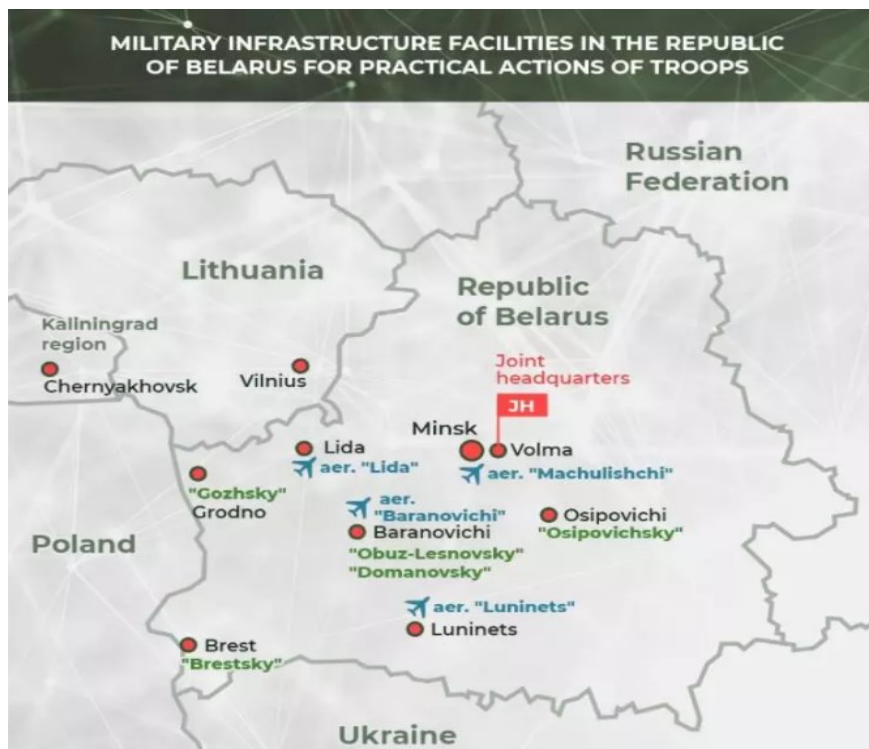 MILITARY INFRASTRUCTURE FACILITIES IN THE REPUBLIC
OF BELARUS FOR PRACTICAL ACTIONS OF TROOPS
Russian
Federation
Lithuania
Republic
of Belarus
Kaliningrad
region
Chernyakhovsk
Vilnius
Joint
headquarters
JH
Minsk
Volma
aer. "Machulishchi"
Lida
aer. "Lida"
"Gozhsky"
Grodno
aer.
"Baranovichi"
Baranovichi
"Obuz-Lesnovsky"
"Domanovsky"
Osipovichi
"Osipovichsky"
Poland
aer. "Luninets"
Luninets
Brest
"Brestsky"
Ukraine